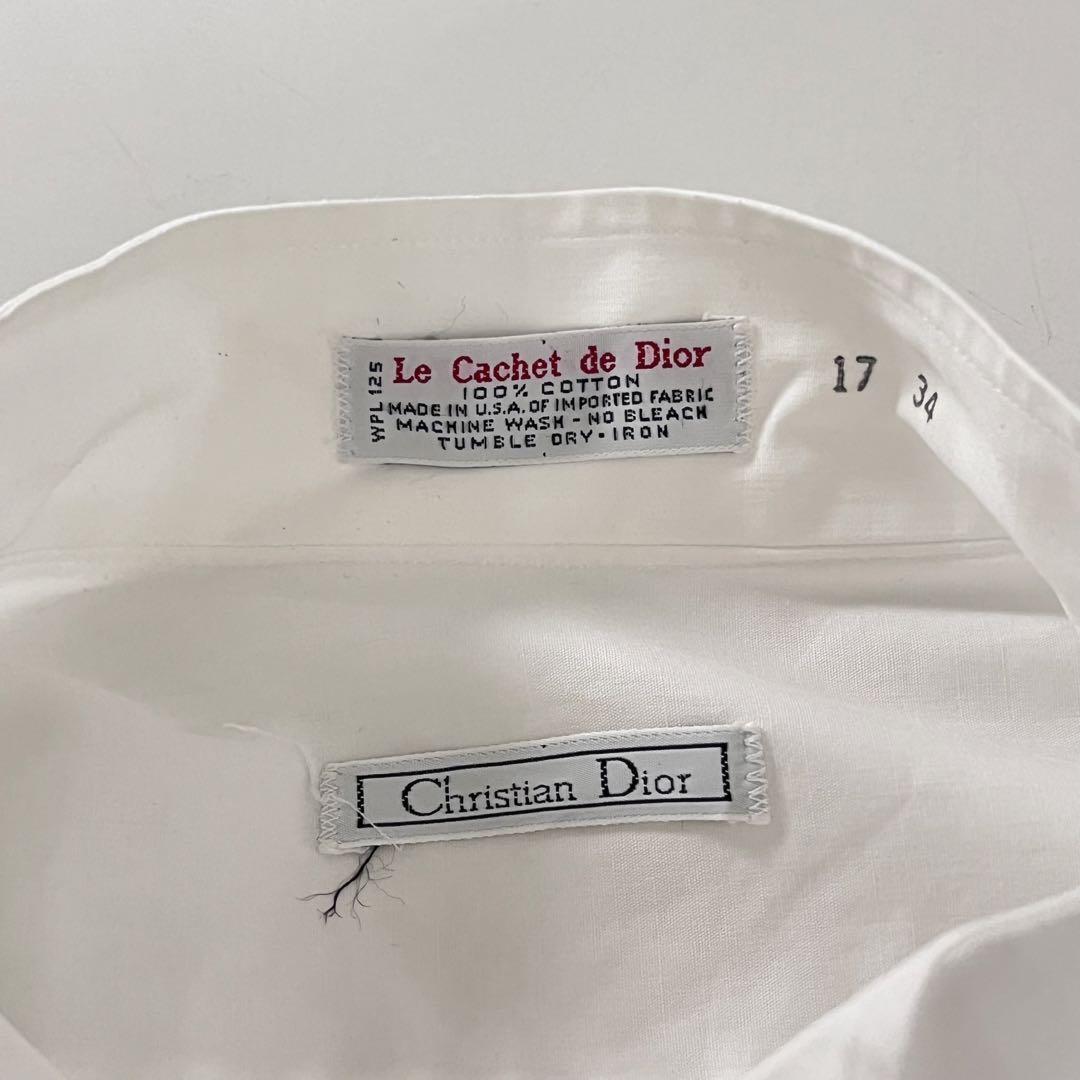 WPL 125
Le Cachet de Dior
100% COTTON
MADE IN U.S.A. OF IMPORTED FABRIC
MACHINE WASH - NO BLEACH
TUMBLE DRY · IRON
17 34
Christian Dior